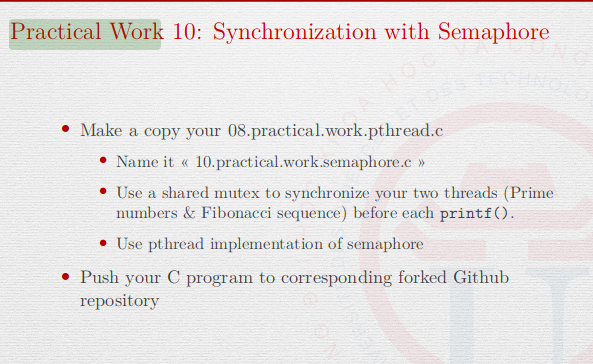 Practical Work 10: Synchronization with Semaphore
• Make a copy your 08.practical.work.pthread.c
• Name it « 10.practical.work.semaphore.c »
• Use a shared mutex to synchronize your two threads (Prime
numbers & Fibonacci sequence) before each printf().
• Use pthread implementation of semaphore
• Push your C program to corresponding forked Github
repository